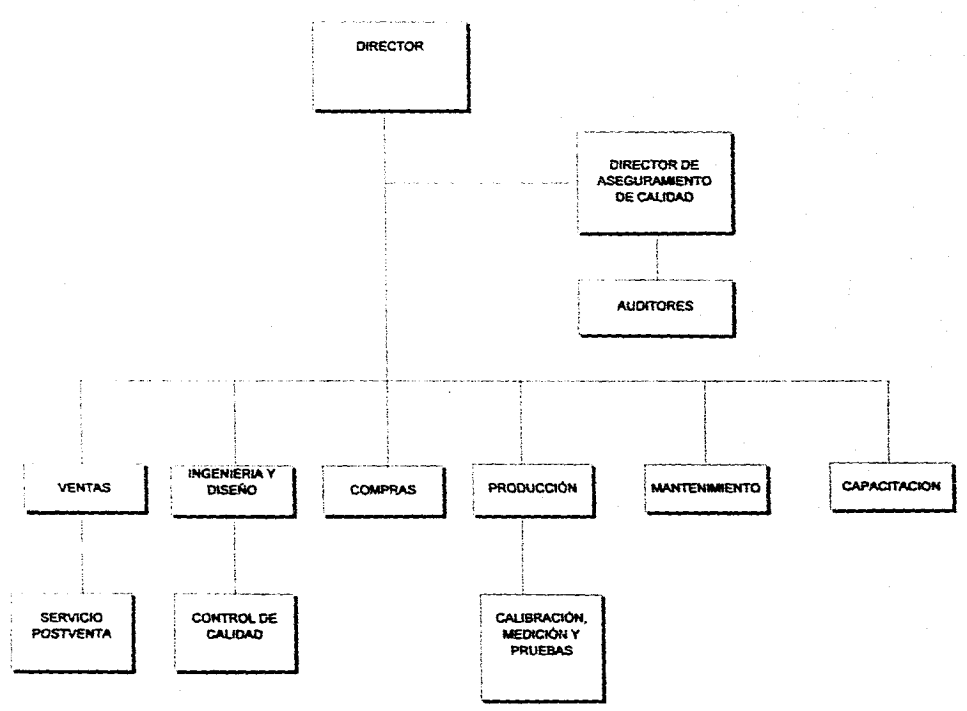 DIRECTOR
DIRECTOR DE
ASEGURAMIENTO
DE CALIDAD
AUDITORES
VENTAS
INGENIERIA Y
DISEÑO
COMPRAS
PRODUCCIÓN
MANTENIMIENTO
CAPACITACION
SERVICIO
POSTVENTA
CONTROL DE
CALIDAD
CALIBRACIÓN,
MEDICIÓN Y
PRUEBAS